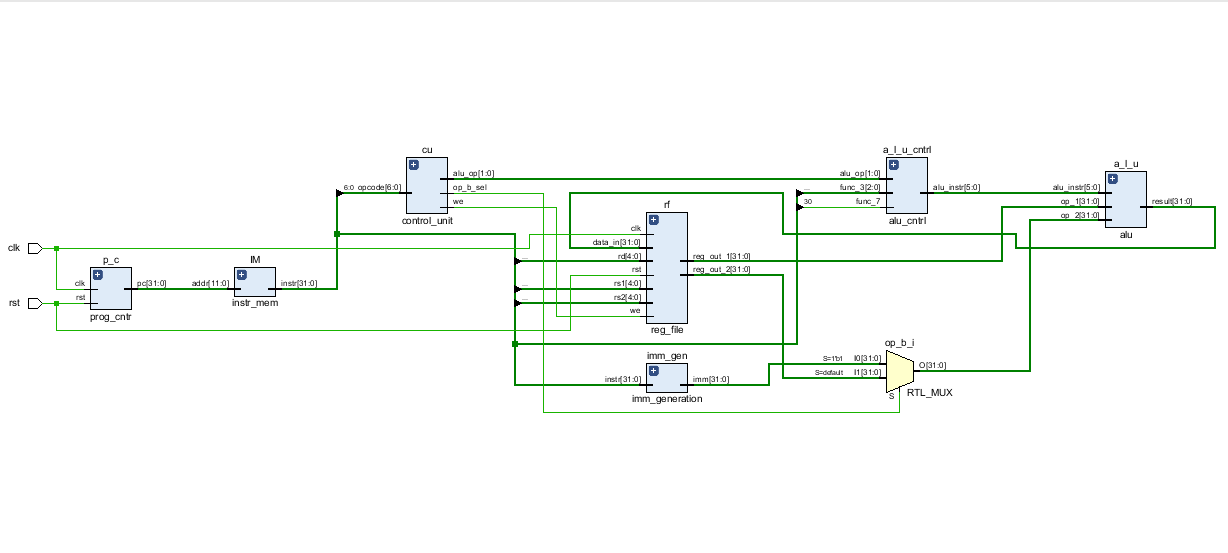 cu
alu_op[1:0]
6:0 opcode[6:0]
op_b_sel
we
control_unit
a_l_u_cntrl
alu_op[1:0]
... func_3[2:0]
alu_instr[5:0]
30 func_7
alu_cntrl
a_l_u
alu_instr[5:0]
op_1[31:0]
result[31:0]
op_2[31:0]
alu
rf
clk
data_in[31:0]
... rd[4:0]
reg_out_1[31:0]
rst
reg_out_2[31:0]
... rs1[4:0]
... rs2[4:0]
we
reg_file
clk
rst
p_c
clk
pc[31:0]
rst
prog_cntr
IM
addr[11:0]
instr[31:0]
instr_mem
imm_gen
instr[31:0]
imm[31:0]
imm_generation
op_b_i
S=1'b1 I0[31:0]
O[31:0]
S=default I1[31:0]
S
RTL_MUX